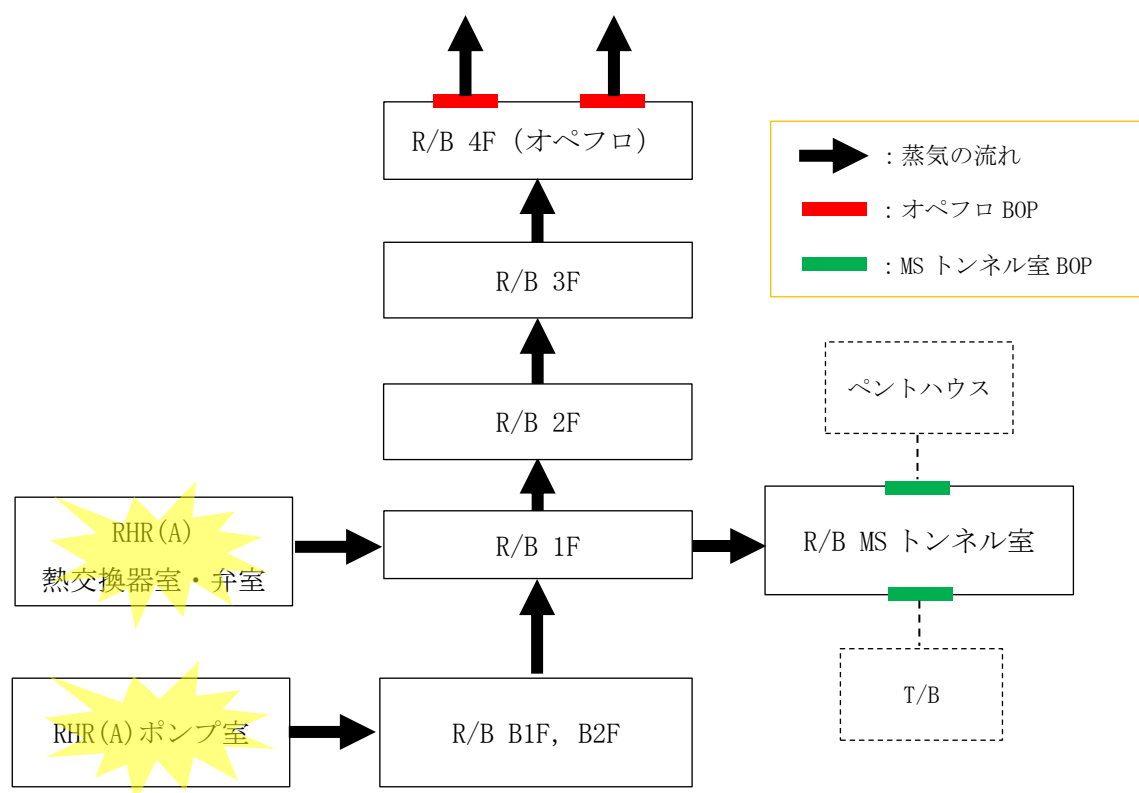 R/B 4F (オペフロ)
：蒸気の流れ
：オペフロ BOP
：MS トンネル室 BOP
R/B 3F
ペントハウス
R/B 2F
RHR(A)
熱交換器室・弁室
R/B 1F
R/B MS トンネル室
RHR(A)ポンプ室
R/B B1F, B2F
T/B